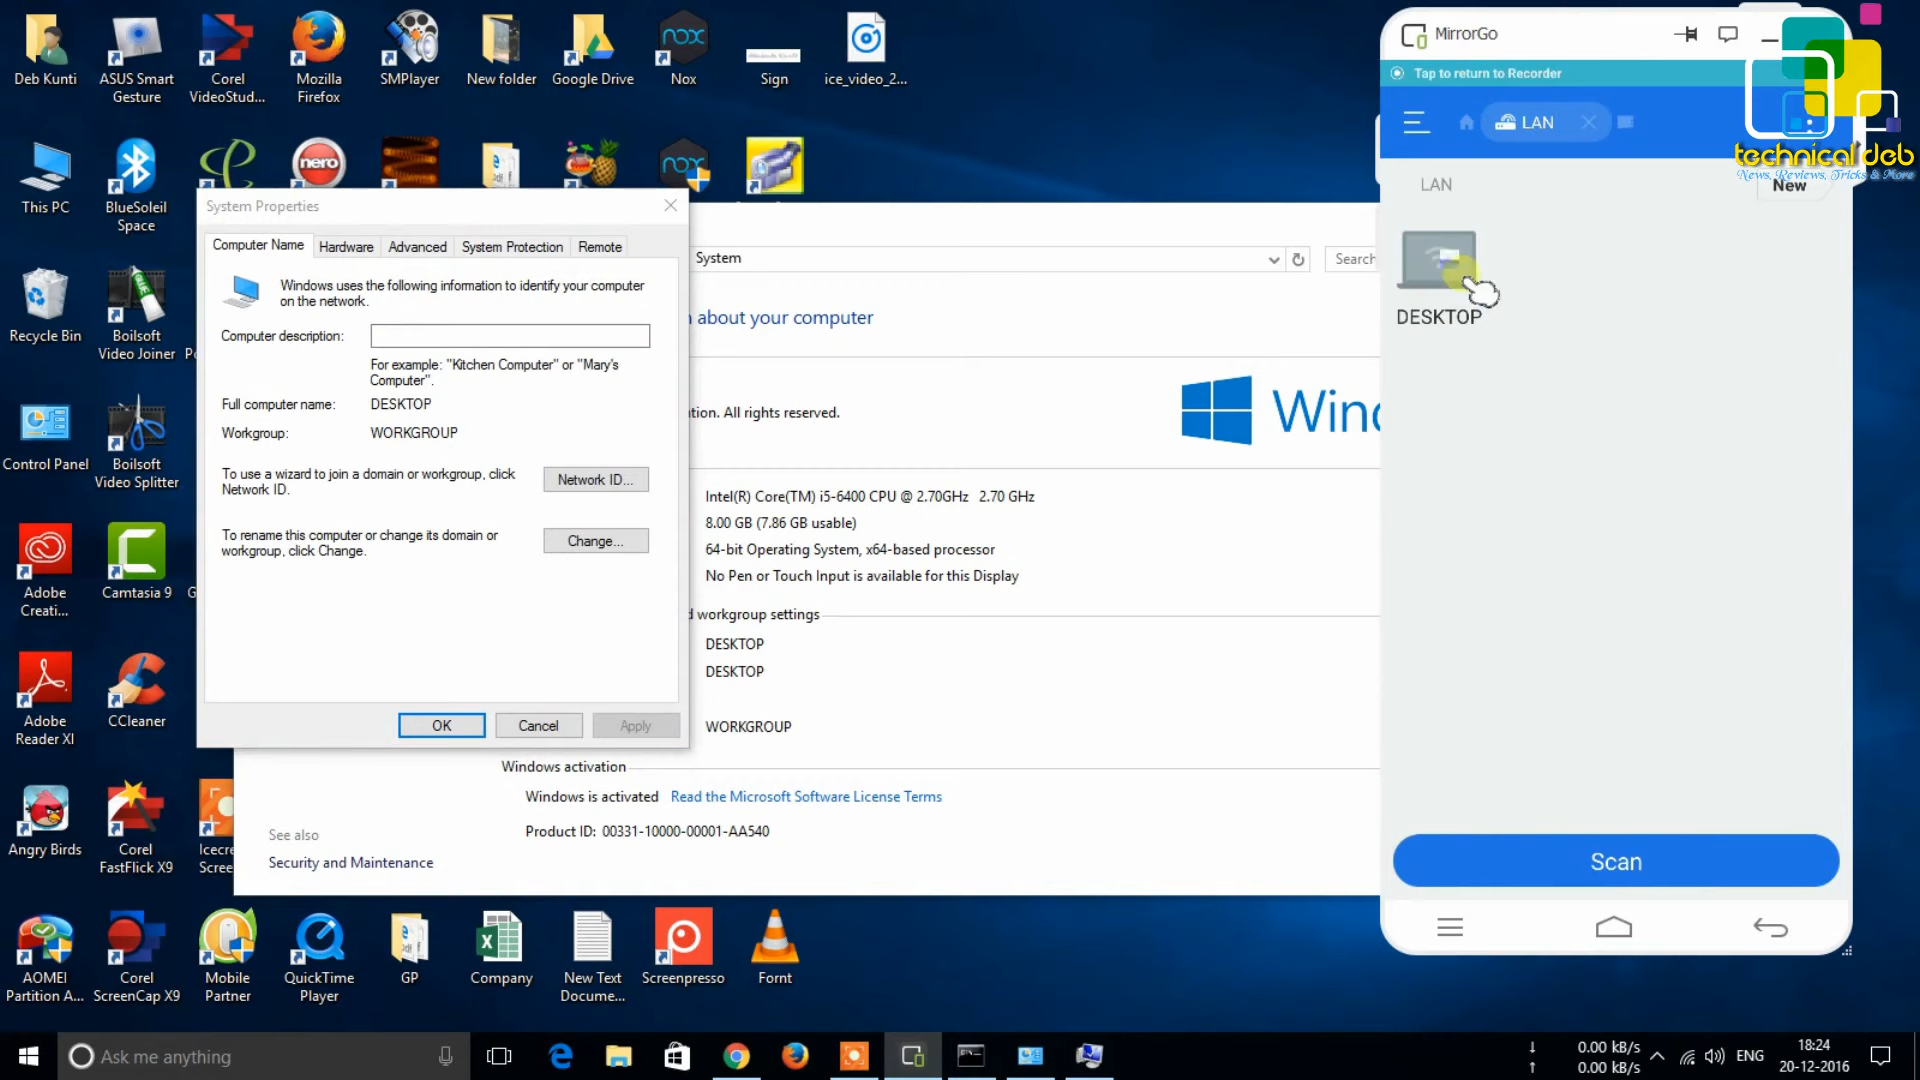 Deb Kunti
ASUS Smart
Gesture
Corel
VideoStud...
Mozilla
Firefox
SMPlayer
New folder
Google Drive
nox
Nox
Sign
ice_video_2...
This PC
BlueSoleil
Space
nero
nox
Recycle Bin
Boilsoft
Video Joiner
Control Panel
Boilsoft
Video Splitter
Adobe
Creati...
Camtasia 9
Adobe
Reader XI
CCleaner
Angry Birds
Corel
FastFlick X9
Icecre
Scree
AOMEI
Partition A...
Corel
ScreenCap X9
Mobile
Partner
QuickTime
Player
GP
Company
New Text
Docume...
Screenpresso
Fornt
System Properties
Computer Name
Hardware
Advanced
System Protection
Remote
Windows uses the following information to identify your computer
on the network.
Computer description:
For example: "Kitchen Computer" or "Mary's
Computer".
Full computer name:
DESKTOP
Workgroup:
WORKGROUP
To use a wizard to join a domain or workgroup, click
Network ID.
Network ID...
To rename this computer or change its domain or
workgroup, click Change.
Change...
OK
Cancel
Apply
System
Search
about your computer
tion. All rights reserved.
Wind
Intel(R) Core(TM) i5-6400 CPU @ 2.70GHz 2.70 GHz
8.00 GB (7.86 GB usable)
64-bit Operating System, x64-based processor
No Pen or Touch Input is available for this Display
d workgroup settings
DESKTOP
DESKTOP
WORKGROUP
Windows activation
Windows is activated Read the Microsoft Software License Terms
Product ID: 00331-10000-00001-AA540
See also
Security and Maintenance
MirrorGo
Tap to return to Recorder
LAN
technical deb
News, Reviews, Tricks & More
LAN
New
DESKTOP
Scan
Ask me anything
0.00 kB/s
0.00 kB/s
ENG
18:24
20-12-2016